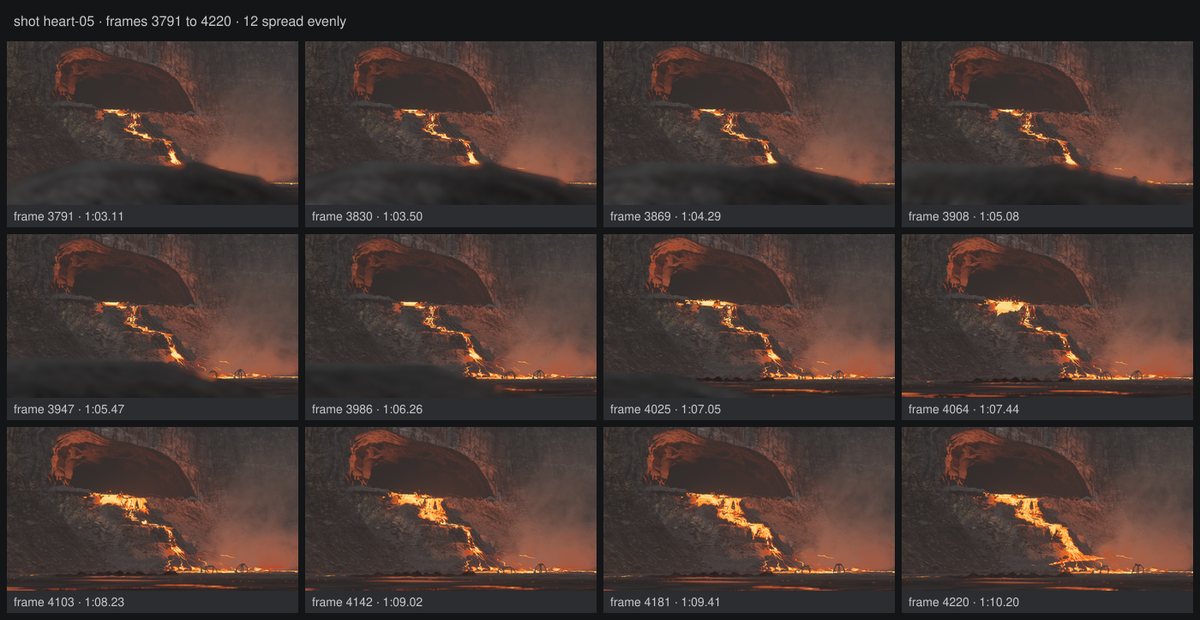 shot heart-05 · frames 3791 to 4220 · 12 spread evenly
frame 3791 · 1:03.11
frame 3830 · 1:03.50
frame 3869 · 1:04.29
frame 3908 · 1:05.08
frame 3947 · 1:05.47
frame 3986 · 1:06.26
frame 4025 · 1:07.05
frame 4064 · 1:07.44
frame 4103 · 1:08.23
frame 4142 · 1:09.02
frame 4181 · 1:09.41
frame 4220 · 1:10.20